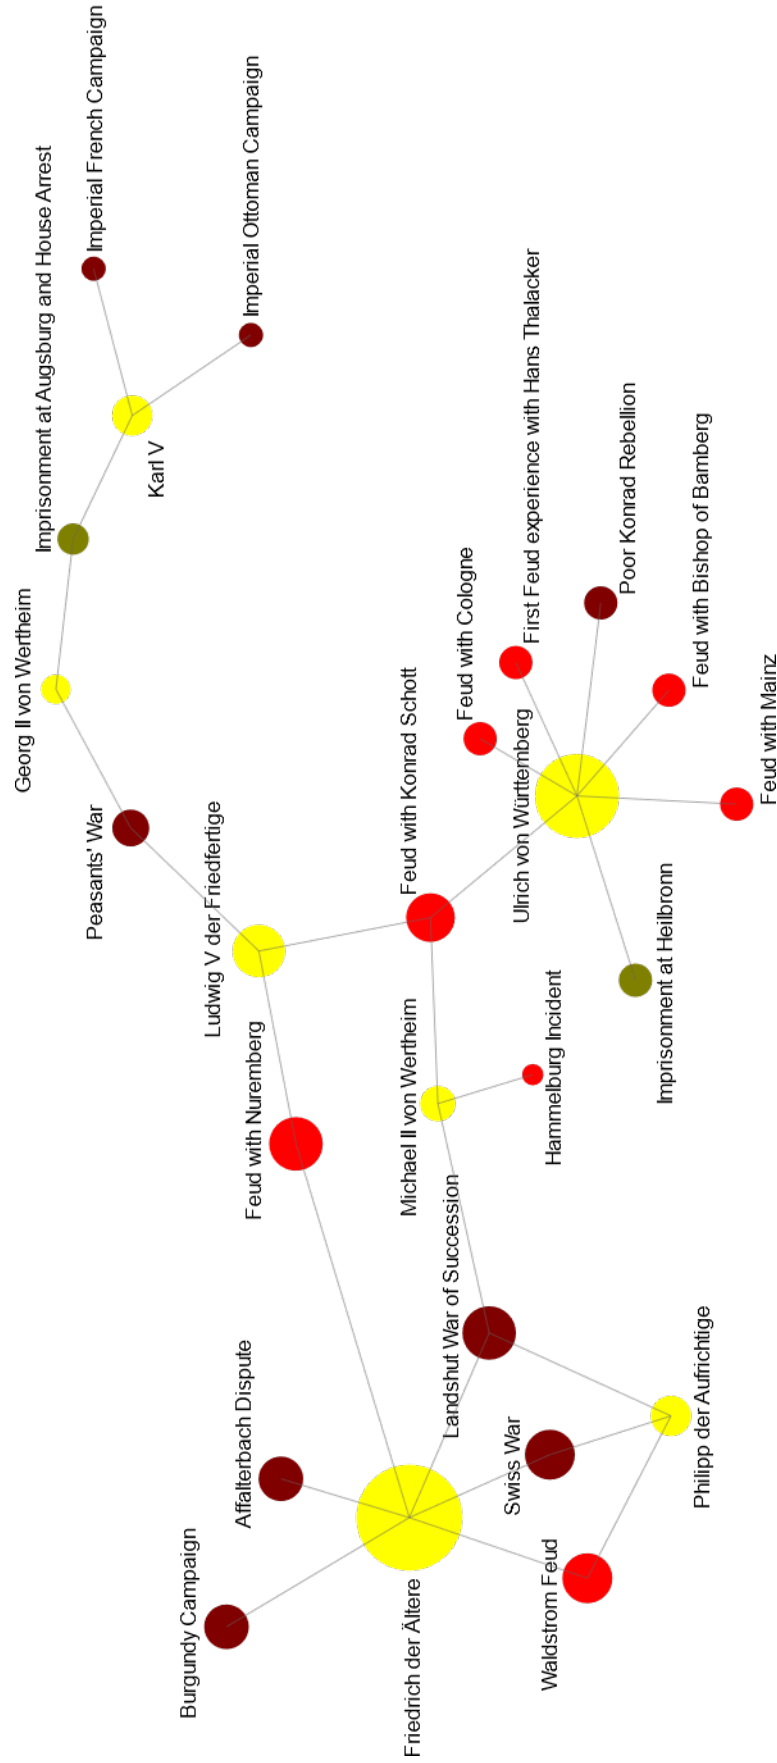 Imperial French Campaign
Imperial Ottoman Campaign
Imprisonment at Augsburg and House Arrest
Karl V
Georg II von Wertheim
Peasants' War
Ludwig V der Friedfertige
Feud with Nuremberg
Feud with Konrad Schott
Feud with Cologne
First Feud experience with Hans Thalacker
Poor Konrad Rebellion
Feud with Bishop of Bamberg
Feud with Mainz
Ulrich von Württemberg
Imprisonment at Heilbronn
Michael II von Wertheim
Hammelburg Incident
Landshut War of Succession
Affalterbach Dispute
Burgundy Campaign
Friedrich der Ältere
Swiss War
Waldstrom Feud
Philipp der Aufrichtige